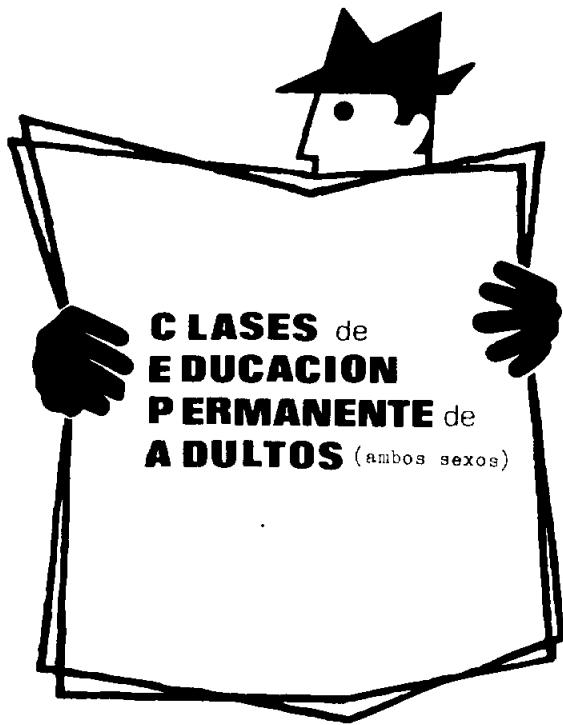 CLASES de
EDUCACION
PERMANENTE de
ADULTOS (ambos sexos)